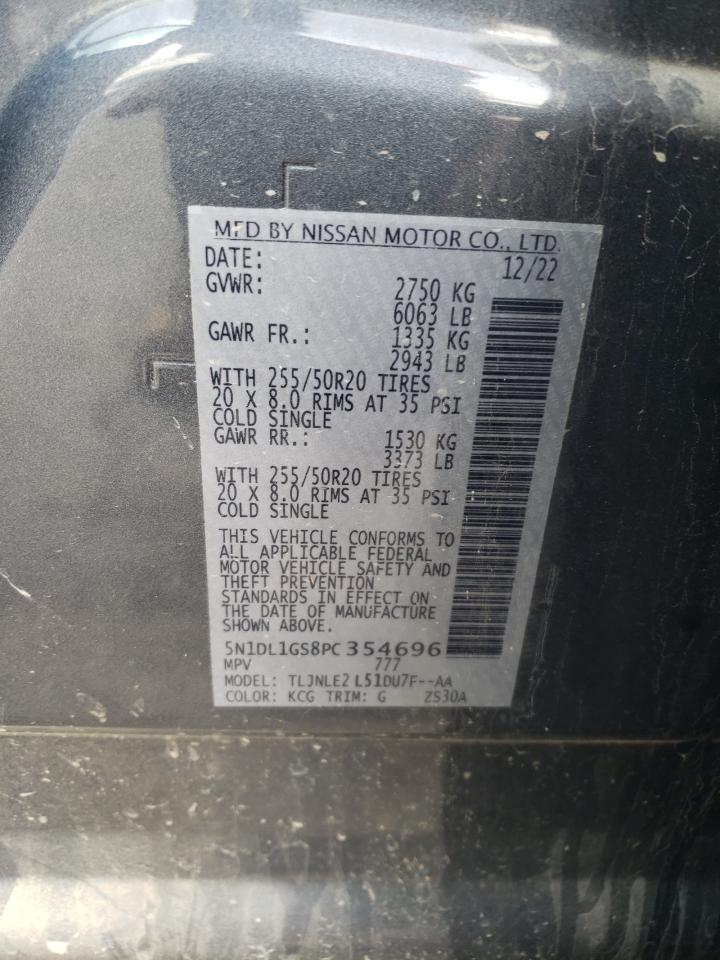 MFD BY NISSAN MOTOR CO., LTD.
DATE: 12/22
GVWR: 2750 KG
6063 LB
GAWR FR.: 1335 KG
2943 LB
WITH 255/50R20 TIRES
20 X 8.0 RIMS AT 35 PSI
COLD SINGLE
GAWR RR.: 1530 KG
3373 LB
WITH 255/50R20 TIRES
20 X 8.0 RIMS AT 35 PSI
COLD SINGLE
THIS VEHICLE CONFORMS TO
ALL APPLICABLE FEDERAL
MOTOR VEHICLE SAFETY AND
THEFT PREVENTION
STANDARDS IN EFFECT ON
THE DATE OF MANUFACTURE
SHOWN ABOVE.
5N1DL1GS8PC354696
MPV 777
MODEL: TLJNLE2 L51DU7F--AA
COLOR: KCG TRIM: G ZS30A